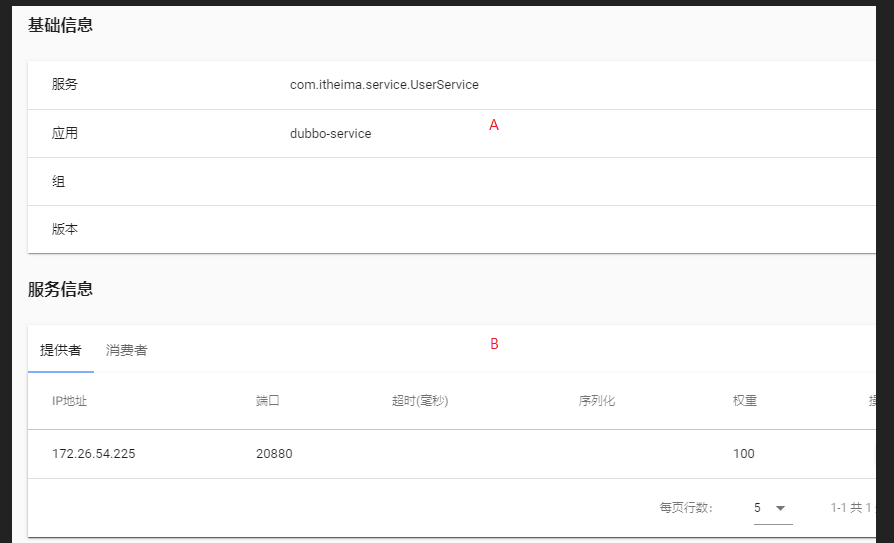 基础信息
服务 com.itheima.service.UserService
A
应用 dubbo-service
组
版本
服务信息
提供者 消费者 B
IP地址 端口 超时(毫秒) 序列化 权重
172.26.54.225 20880 100
每页行数: 5 1-1 共 1